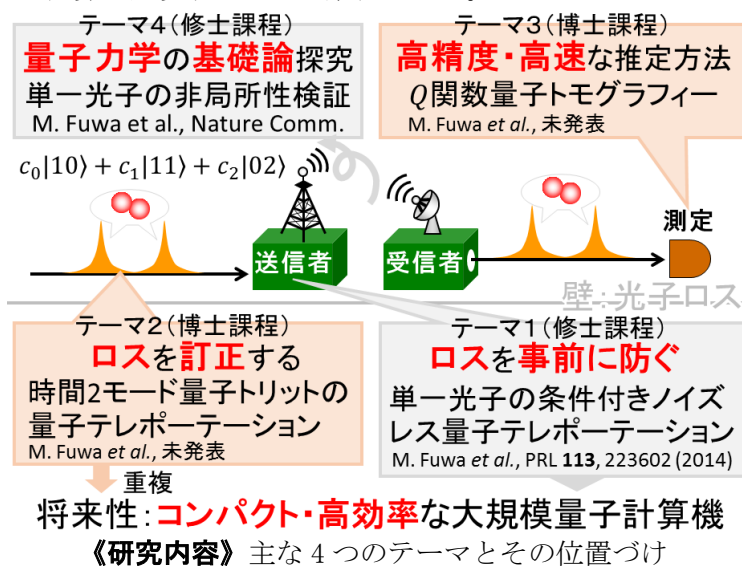 テーマ4(修士課程)
量子力学の基礎論探究
単一光子の非局所性検証
M. Fuwa et al., Nature Comm.
テーマ3(博士課程)
高精度・高速な推定方法
Q関数量子トモグラフィー
M. Fuwa et al., 未発表
c₀|10⟩ + c₁|11⟩ + c₂|02⟩
送信者
受信者
測定
壁:光子ロス
テーマ2(博士課程)
ロスを訂正する
時間2モード量子トリットの
量子テレポーテーション
M. Fuwa et al., 未発表
テーマ1(修士課程)
ロスを事前に防ぐ
単一光子の条件付きノイズ
レス量子テレポーテーション
M. Fuwa et al., PRL 113, 223602 (2014)
重複
将来性:コンパクト・高効率な大規模量子計算機
《研究内容》主な4つのテーマとその位置づけ